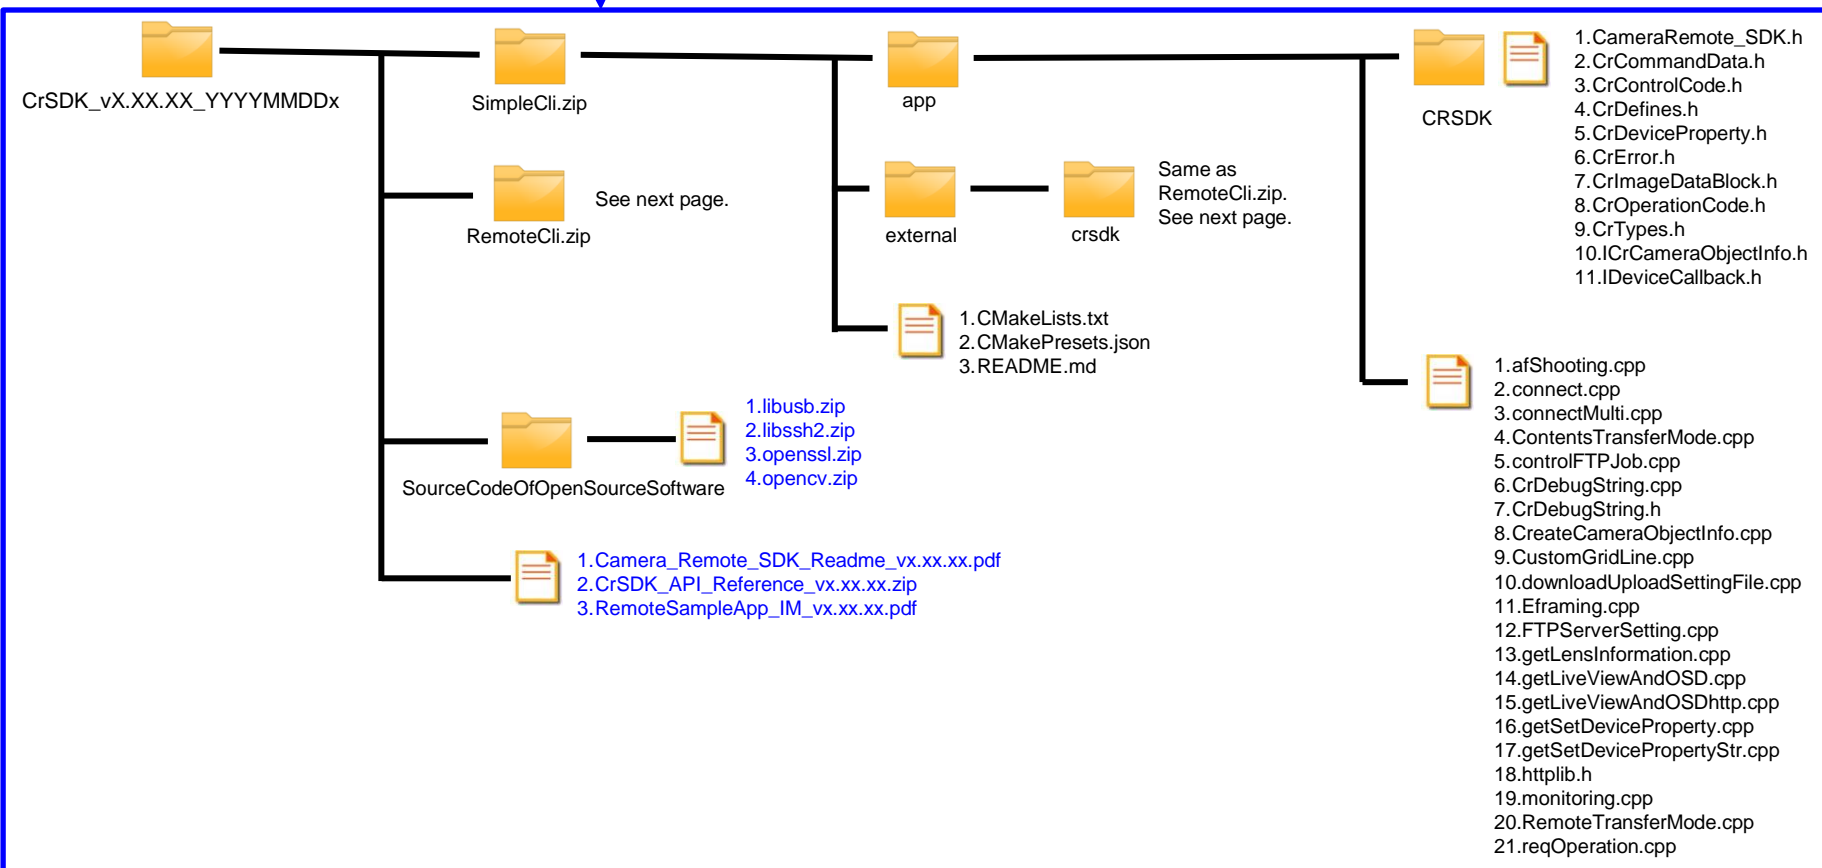 CrSDK_vX.XX.XX_YYYYMMDDx
SimpleCli.zip
app
CRSDK
1.CameraRemote_SDK.h
2.CrCommandData.h
3.CrControlCode.h
4.CrDefines.h
5.CrDeviceProperty.h
6.CrError.h
7.CrImageDataBlock.h
8.CrOperationCode.h
9.CrTypes.h
10.ICrCameraObjectInfo.h
11.IDeviceCallback.h
RemoteCli.zip
See next page.
external
crsdk
Same as
RemoteCli.zip.
See next page.
1.CMakeLists.txt
2.CMakePresets.json
3.README.md
SourceCodeOfOpenSourceSoftware
1.libusb.zip
2.libssh2.zip
3.openssl.zip
4.opencv.zip
1.Camera_Remote_SDK_Readme_vx.xx.xx.pdf
2.CrSDK_API_Reference_vx.xx.xx.zip
3.RemoteSampleApp_IM_vx.xx.xx.pdf
1.afShooting.cpp
2.connect.cpp
3.connectMulti.cpp
4.ContentsTransferMode.cpp
5.controlFTPJob.cpp
6.CrDebugString.cpp
7.CrDebugString.h
8.CreateCameraObjectInfo.cpp
9.CustomGridLine.cpp
10.downloadUploadSettingFile.cpp
11.Eframing.cpp
12.FTPServerSetting.cpp
13.getLensInformation.cpp
14.getLiveViewAndOSD.cpp
15.getLiveViewAndOSDhttp.cpp
16.getSetDeviceProperty.cpp
17.getSetDevicePropertyStr.cpp
18.httplib.h
19.monitoring.cpp
20.RemoteTransferMode.cpp
21.reqOperation.cpp